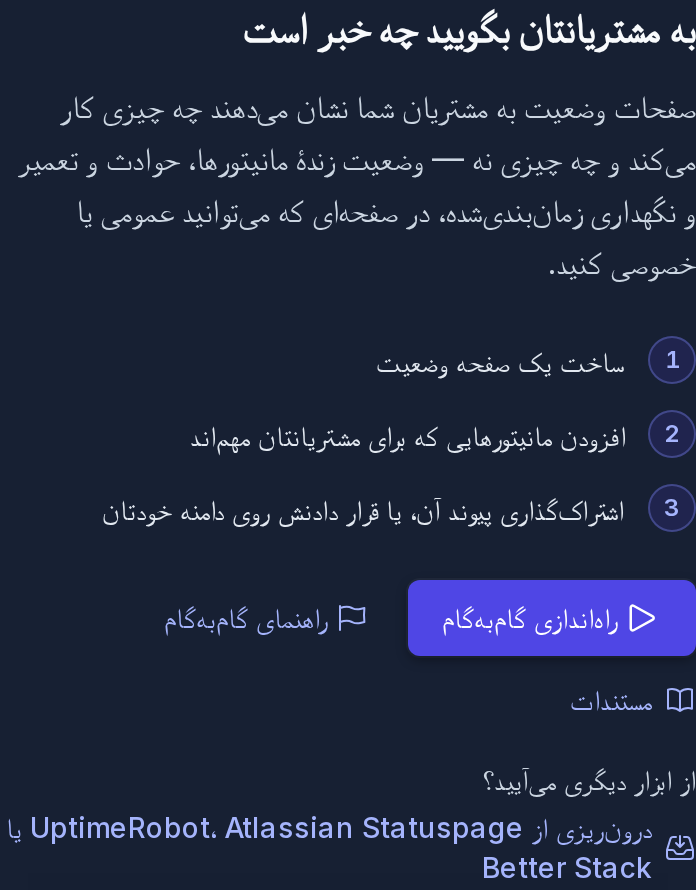 به مشتریانتان بگویید چه خبر است
صفحات وضعیت به مشتریان شما نشان می‌دهند چه چیزی کار
می‌کند و چه چیزی نه — وضعیت زندهٔ مانیتورها، حوادث و تعمیر
و نگهداری زمان‌بندی‌شده، در صفحه‌ای که می‌توانید عمومی یا
خصوصی کنید.
1 ساخت یک صفحه وضعیت
2 افزودن مانیتورهایی که برای مشتریانتان مهم‌اند
3 اشتراک‌گذاری پیوند آن، یا قرار دادنش روی دامنه خودتان
راه‌اندازی گام‌به‌گام
راهنمای گام‌به‌گام
مستندات
از ابزار دیگری می‌آیید؟
درون‌ریزی از UptimeRobot، Atlassian Statuspage یا
Better Stack